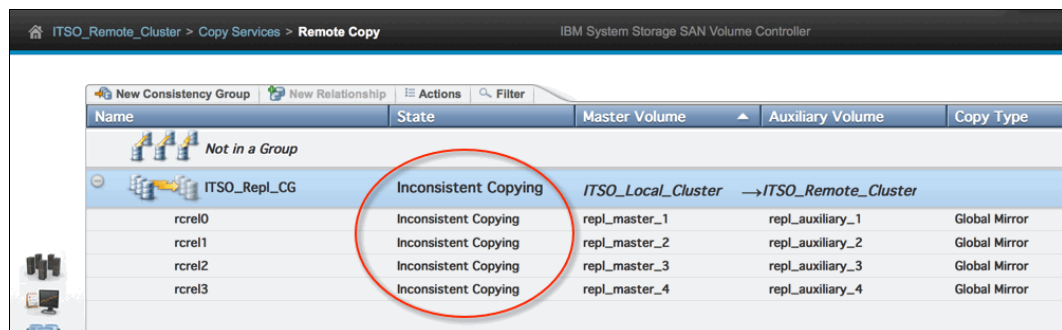 ITSO_Remote_Cluster > Copy Services > Remote Copy IBM System Storage SAN Volume Controller
New Consistency Group New Relationship Actions Filter
Name State Master Volume Auxiliary Volume Copy Type
Not in a Group
ITSO_Repl_CG Inconsistent Copying ITSO_Local_Cluster →ITSO_Remote_Cluster
rcrel0 Inconsistent Copying repl_master_1 repl_auxiliary_1 Global Mirror
rcrel1 Inconsistent Copying repl_master_2 repl_auxiliary_2 Global Mirror
rcrel2 Inconsistent Copying repl_master_3 repl_auxiliary_3 Global Mirror
rcrel3 Inconsistent Copying repl_master_4 repl_auxiliary_4 Global Mirror